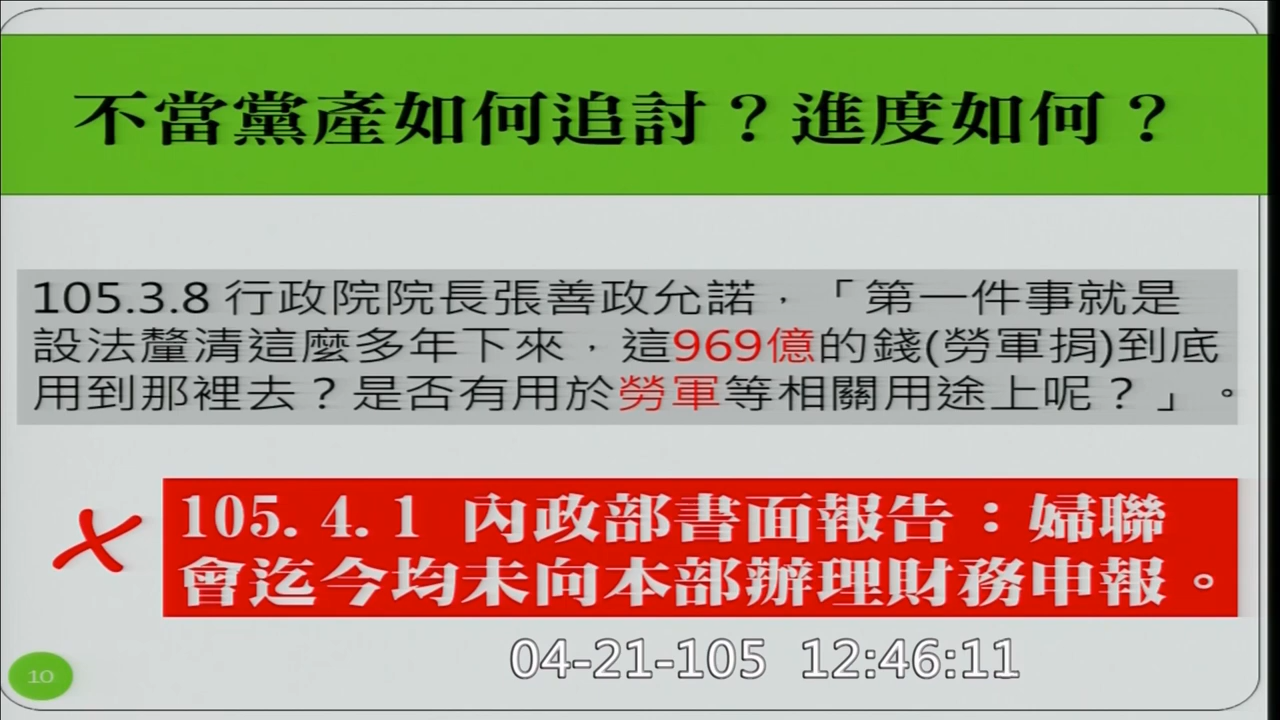 不當黨產如何追討？進度如何？
105.3.8 行政院院長張善政允諾，「第一件事就是
設法釐清這麼多年下來，這969億的錢(勞軍捐)到底
用到那裡去？是否有用於勞軍等相關用途上呢？」。
105.4.1 內政部書面報告：婦聯
會迄今均未向本部辦理財務申報。
04-21-105 12:46:11
10